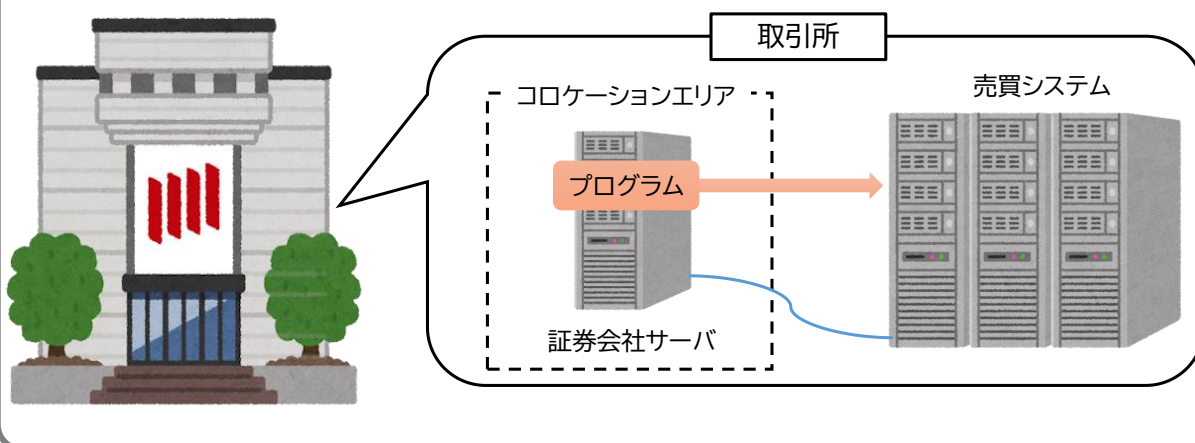 取引所
コロケーションエリア
売買システム
プログラム
証券会社サーバ